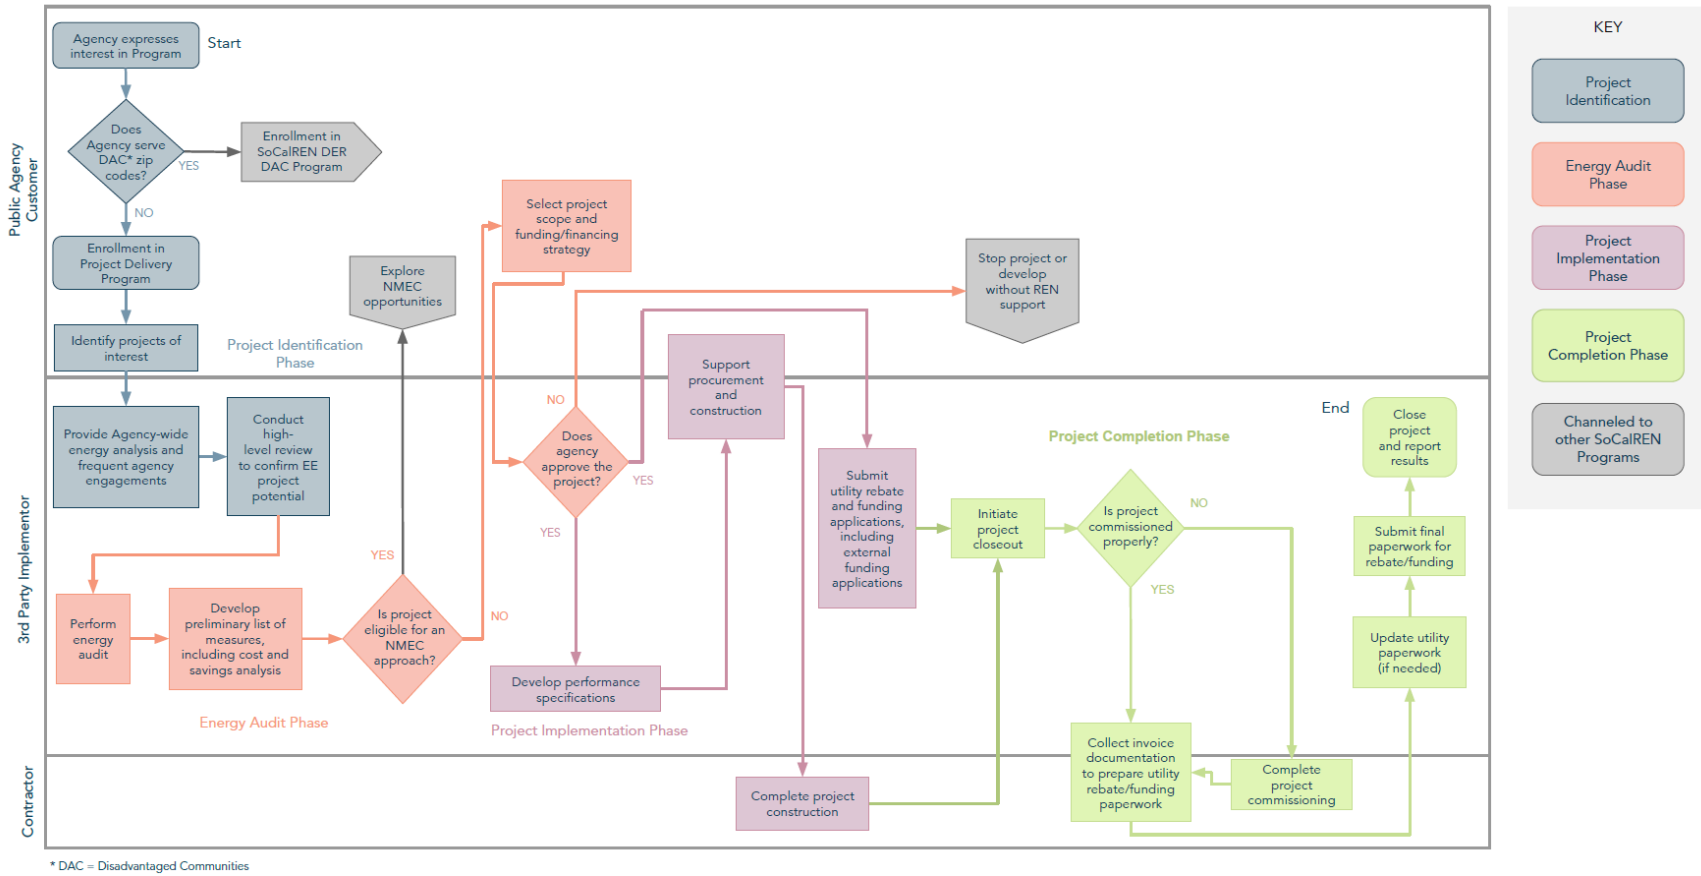 Public Agency
Customer
3rd Party Implementor
Contractor
Agency expresses
interest in Program
Start
Does
Agency serve
DAC* zip
codes?
YES
Enrollment in
SoCalREN DER
DAC Program
NO
Enrollment in
Project Delivery
Program
Identify projects of
interest
Project Identification
Phase
Explore
NMEC
opportunities
Select project
scope and
funding/financing
strategy
Stop project or
develop
without REN
support
Support
procurement
and
construction
Provide Agency-wide
energy analysis and
frequent agency
engagements
Conduct
high-
level review
to confirm EE
project
potential
NO
Does
agency
approve the
project?
YES
YES
YES
NO
Perform
energy
audit
Develop
preliminary list of
measures,
including cost and
savings analysis
Is project
eligible for an
NMEC
approach?
Energy Audit Phase
Develop performance
specifications
Project Implementation Phase
Submit
utility rebate
and funding
applications,
including
external
funding
applications
Project Completion Phase
Initiate
project
closeout
Is project
commissioned
properly?
NO
YES
End
Close
project
and report
results
Submit final
paperwork for
rebate/funding
Update utility
paperwork
(if needed)
Complete project
construction
Collect invoice
documentation
to prepare utility
rebate/funding
paperwork
Complete
project
commissioning
* DAC = Disadvantaged Communities
KEY
Project
Identification
Energy Audit
Phase
Project
Implementation
Phase
Project
Completion Phase
Channeled to
other SoCalREN
Programs